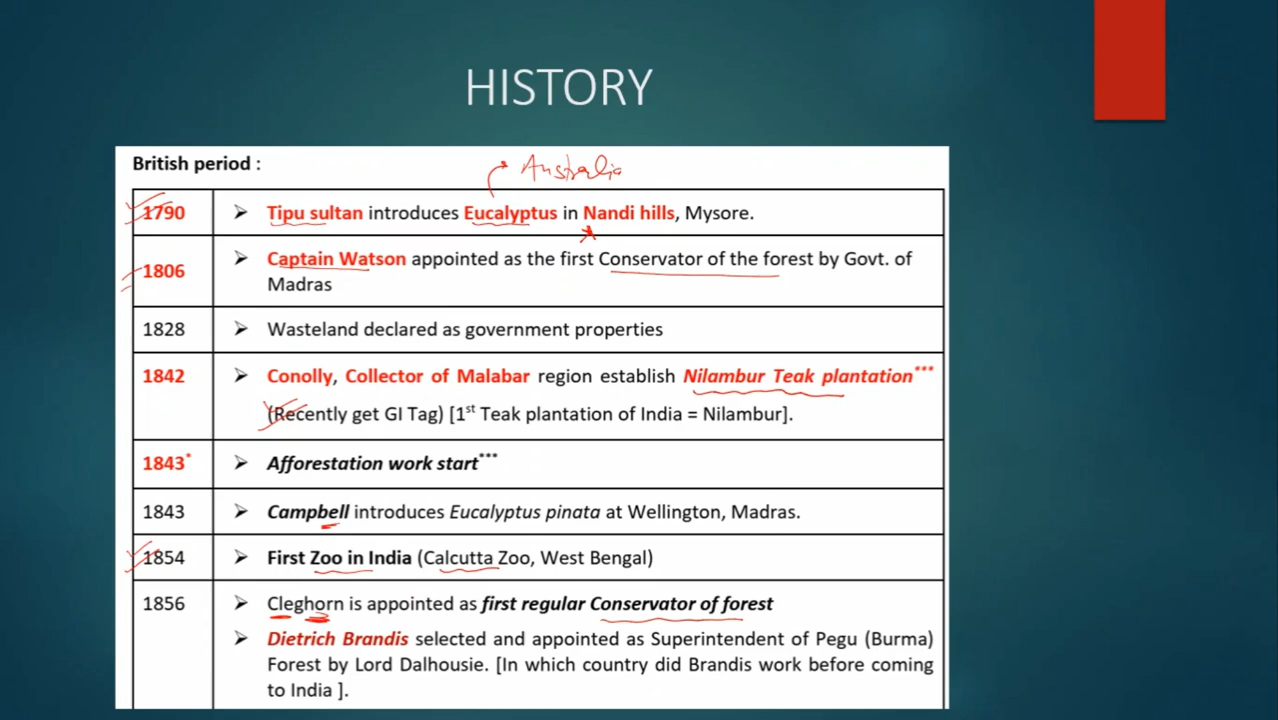 HISTORY
British period :
Australia
1790 ➢ Tipu sultan introduces Eucalyptus in Nandi hills, Mysore.
1806 ➢ Captain Watson appointed as the first Conservator of the forest by Govt. of
Madras
1828 ➢ Wasteland declared as government properties
1842 ➢ Conolly, Collector of Malabar region establish Nilambur Teak plantation***
(Recently get GI Tag) [1st Teak plantation of India = Nilambur].
1843* ➢ Afforestation work start***
1843 ➢ Campbell introduces Eucalyptus pinata at Wellington, Madras.
1854 ➢ First Zoo in India (Calcutta Zoo, West Bengal)
1856 ➢ Cleghorn is appointed as first regular Conservator of forest
➢ Dietrich Brandis selected and appointed as Superintendent of Pegu (Burma)
Forest by Lord Dalhousie. [In which country did Brandis work before coming
to India ].